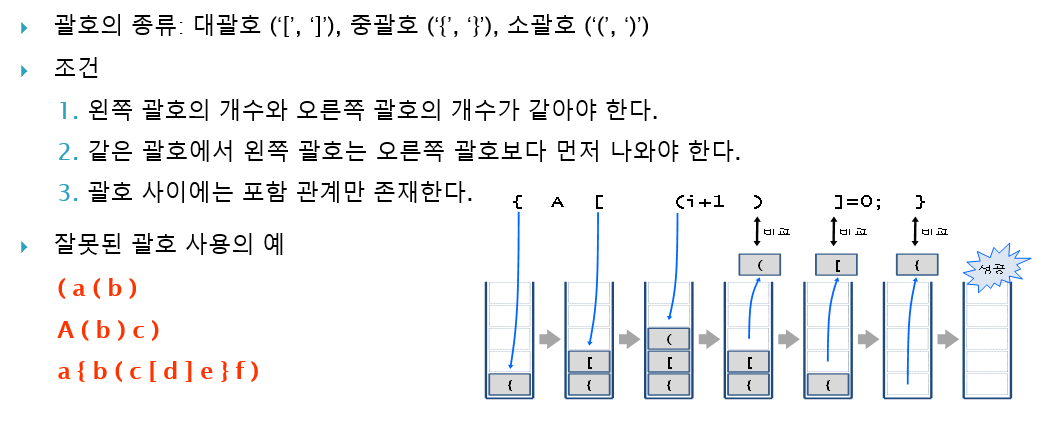 괄호의 종류: 대괄호 (‘[’, ‘]’), 중괄호 (‘{’, ‘}’), 소괄호 (‘(’, ‘)’)
조건
1. 왼쪽 괄호의 개수와 오른쪽 괄호의 개수가 같아야 한다.
2. 같은 괄호에서 왼쪽 괄호는 오른쪽 괄호보다 먼저 나와야 한다.
3. 괄호 사이에는 포함 관계만 존재한다.
잘못된 괄호 사용의 예
( a ( b )
A ( b ) c )
a { b ( c [ d ] e } f )
{ A [ (i+1 ) ]=0; }
비교 비교 비교
( [ {
성공
(
[ [ [
{ { { { {